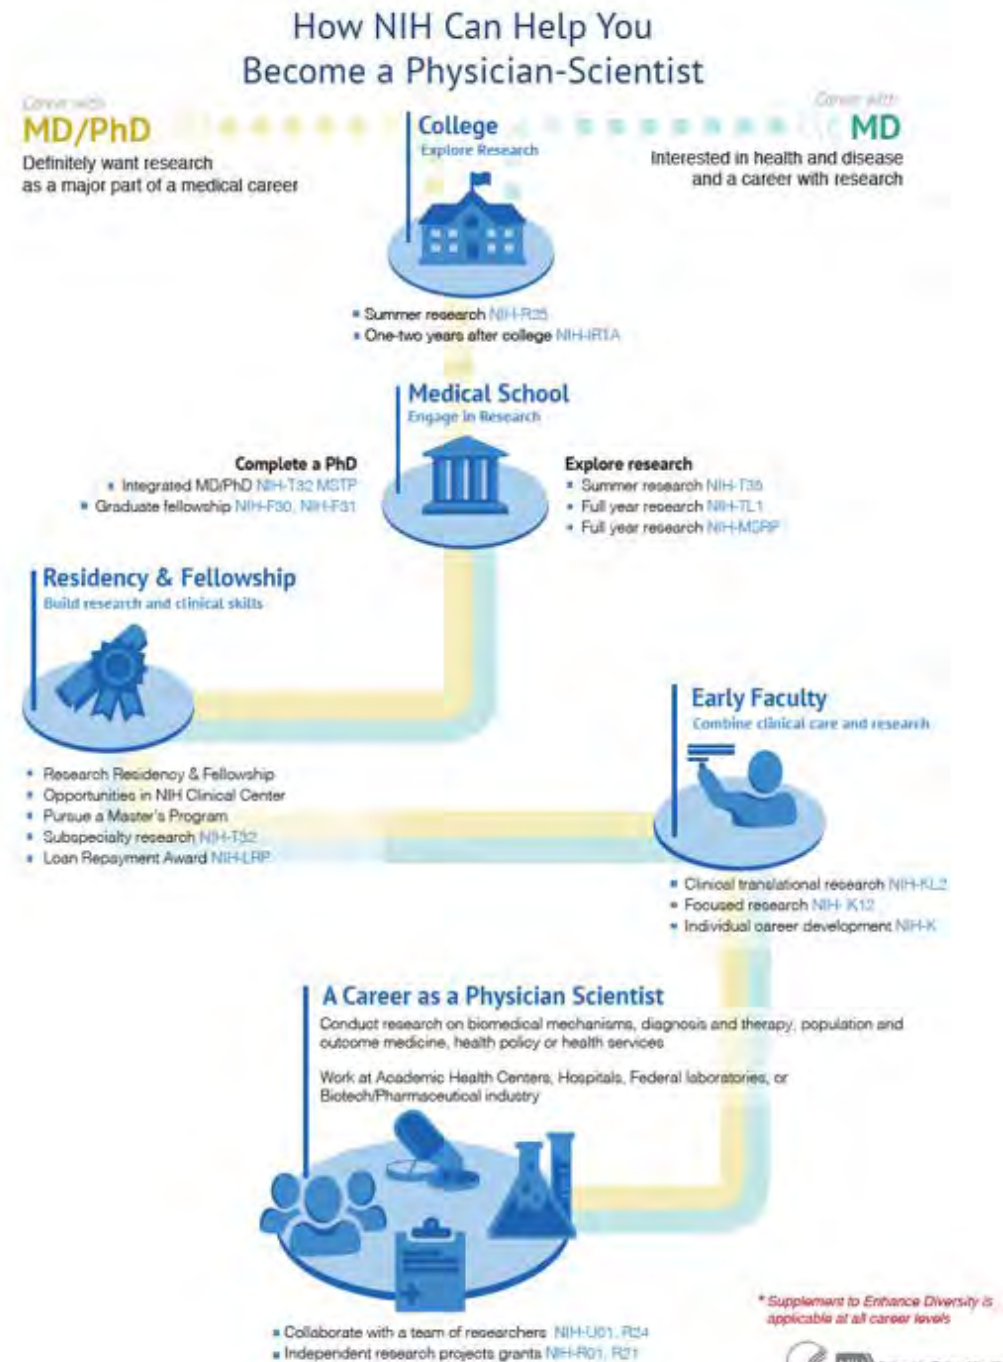 How NIH Can Help You
Become a Physician-Scientist
Career with
MD/PhD
Definitely want research
as a major part of a medical career
College
Explore Research
Career with
MD
Interested in health and disease
and a career with research
Summer research NIH-R25
One-two years after college NIH-IRTA
Medical School
Engage in Research
Complete a PhD
Integrated MD/PhD NIH-T32 MSTP
Graduate fellowship NIH-F30, NIH-F31
Explore research
Summer research NIH-T35
Full year research NIH-TL1
Full year research NIH-MSRP
Residency & Fellowship
Build research and clinical skills
Research Residency & Fellowship
Opportunities in NIH Clinical Center
Pursue a Master's Program
Subspecialty research NIH-T32
Loan Repayment Award NIH-LRP
Early Faculty
Combine clinical care and research
Clinical translational research NIH-KL2
Focused research NIH- K12
Individual career development NIH-K
A Career as a Physician Scientist
Conduct research on biomedical mechanisms, diagnosis and therapy, population and
outcome medicine, health policy or health services
Work at Academic Health Centers, Hospitals, Federal laboratories, or
Biotech/Pharmaceutical industry
Collaborate with a team of researchers NIH-U01, R24
Independent research projects grants NIH-R01, R21
* Supplement to Enhance Diversity is
applicable at all career levels